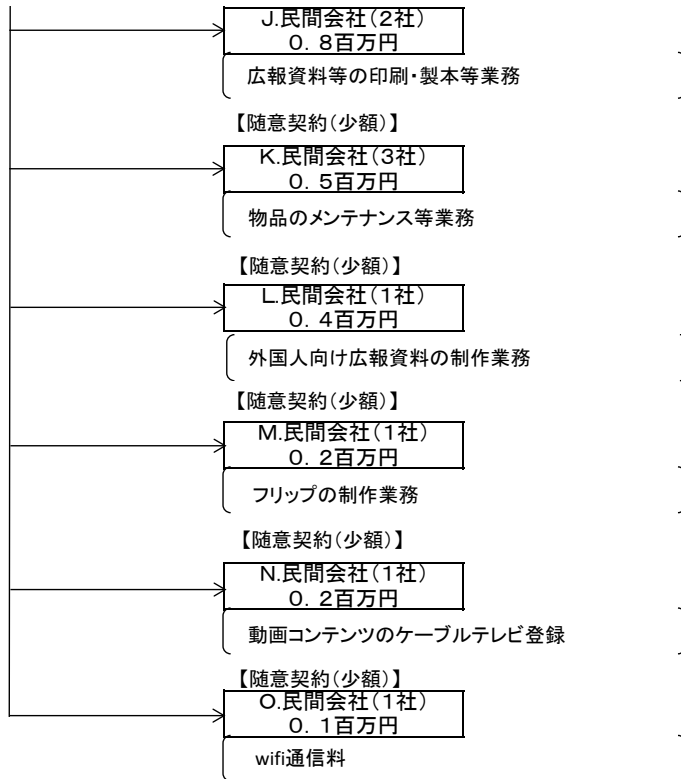 J.民間会社（２社）
０．８百万円
広報資料等の印刷・製本等業務
【随意契約（少額）】
K.民間会社（３社）
０．５百万円
物品のメンテナンス等業務
【随意契約（少額）】
L.民間会社（１社）
０．４百万円
外国人向け広報資料の制作業務
【随意契約（少額）】
M.民間会社（１社）
０．２百万円
フリップの制作業務
【随意契約（少額）】
N.民間会社（１社）
０．２百万円
動画コンテンツのケーブルテレビ登録
【随意契約（少額）】
O.民間会社（１社）
０．１百万円
wifi通信料